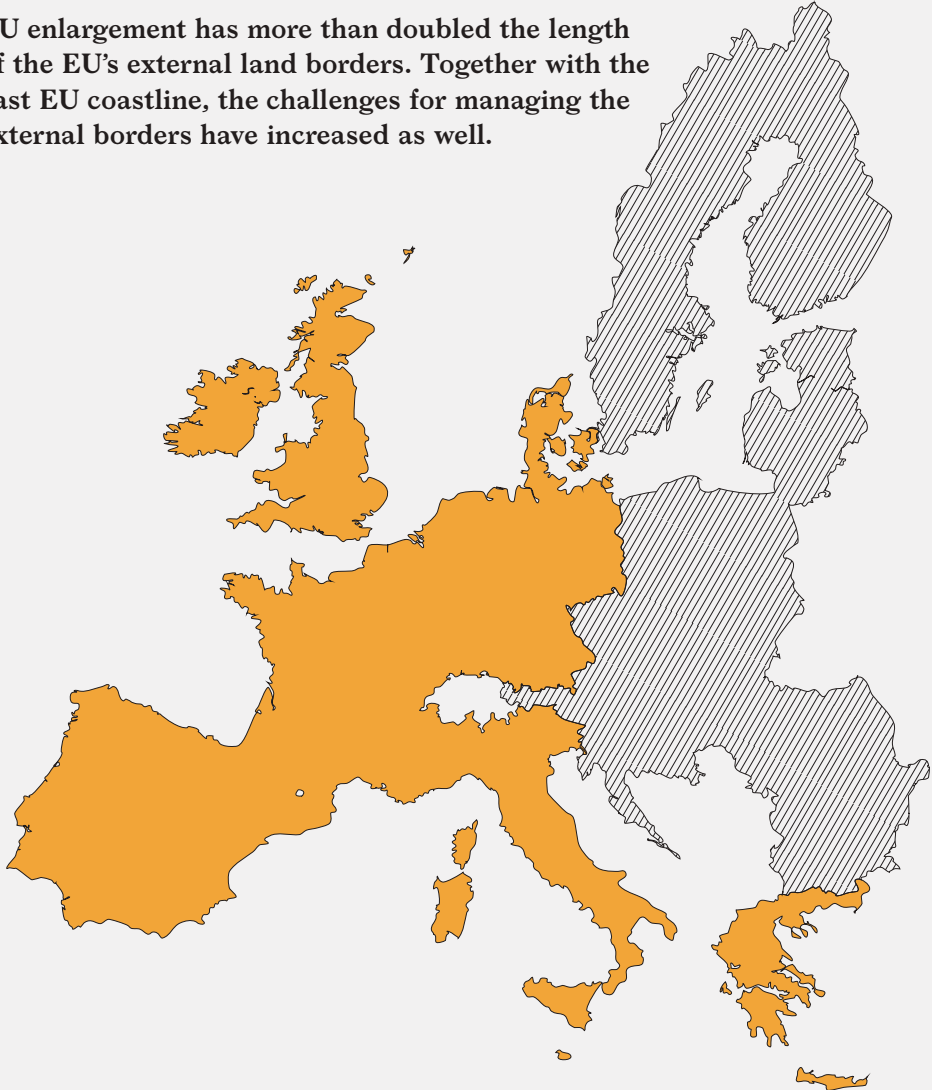 U enlargement has more than doubled the length
f the EU's external land borders. Together with the
ast EU coastline, the challenges for managing the
xternal borders have increased as well.